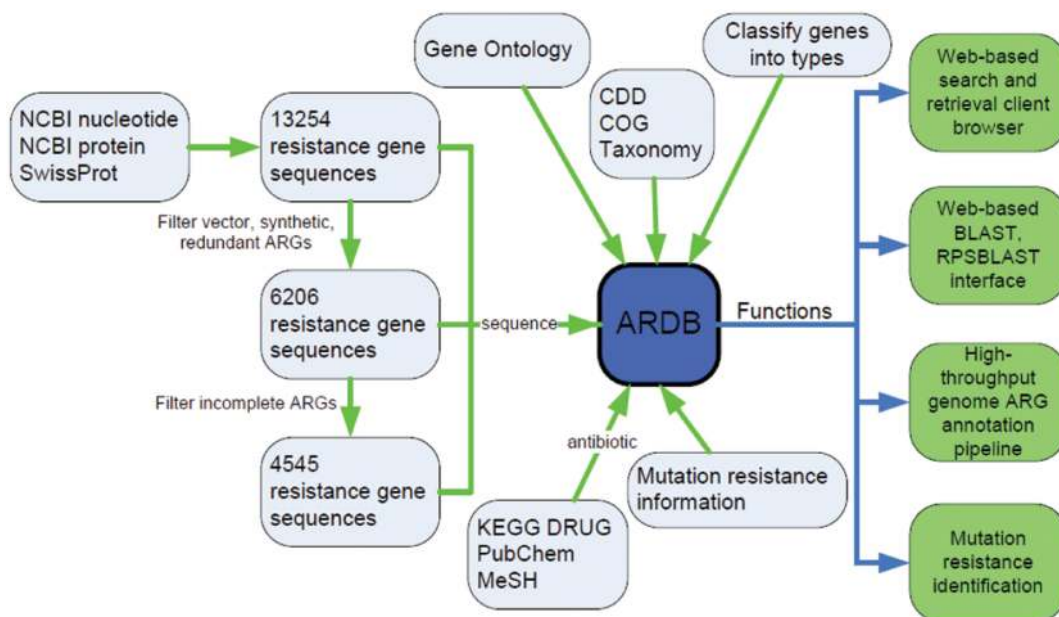 Gene Ontology
Classify genes
into types
CDD
COG
Taxonomy
NCBI nucleotide
NCBI protein
SwissProt
13254
resistance gene
sequences
Filter vector, synthetic,
redundant ARGs
6206
resistance gene
sequences
Filter incomplete ARGs
4545
resistance gene
sequences
sequence
ARDB
Functions
antibiotic
KEGG DRUG
PubChem
MeSH
Mutation resistance
information
Web-based
search and
retrieval client
browser
Web-based
BLAST,
RPSBLAST
interface
High-
throughput
genome ARG
annotation
pipeline
Mutation
resistance
identification